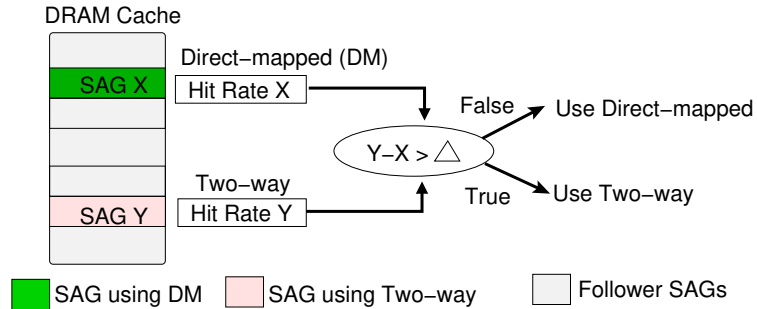 DRAM Cache
Direct−mapped (DM)
SAG X
Hit Rate X
False
Use Direct−mapped
Y−X > △
Two−way
True
Use Two−way
SAG Y
Hit Rate Y
SAG using DM
SAG using Two−way
Follower SAGs